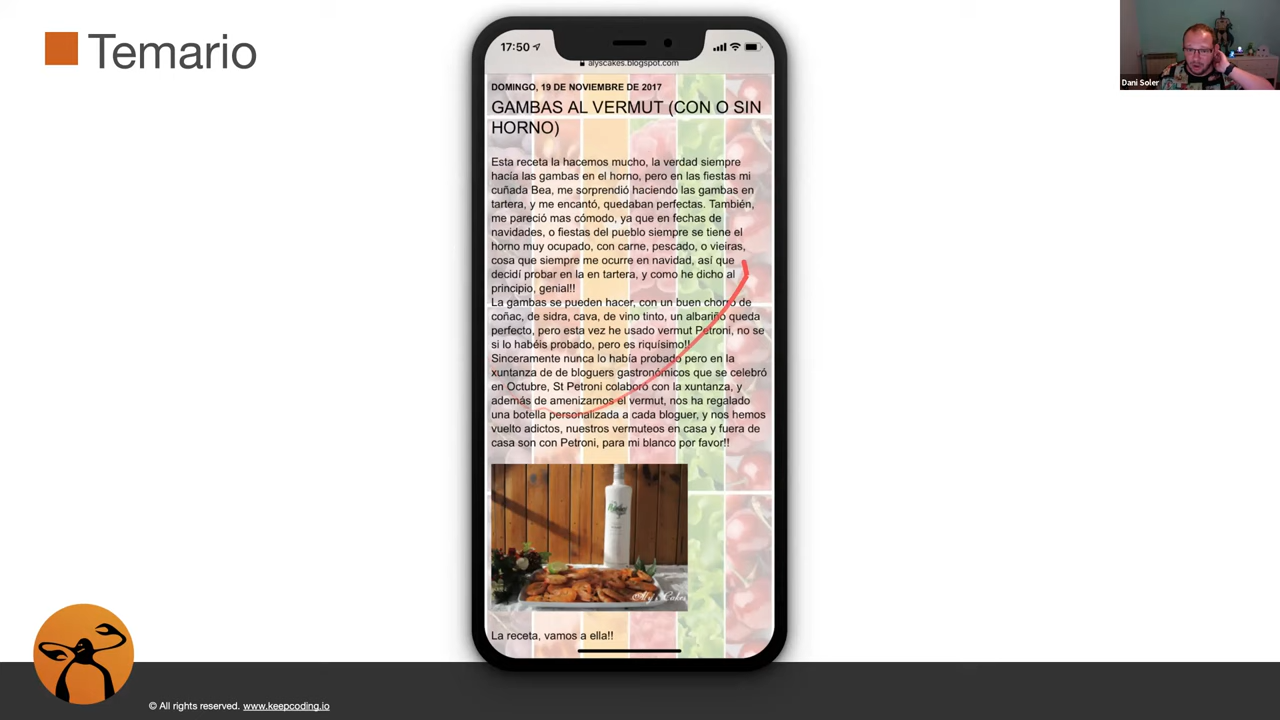 Temario
17:50
alyscakes.blogspot.com
DOMINGO, 19 DE NOVIEMBRE DE 2017
GAMBAS AL VERMUT (CON O SIN
HORNO)
Esta receta la hacemos mucho, la verdad siempre
hacía las gambas en el horno, pero en las fiestas mi
cuñada Bea, me sorprendió haciendo las gambas en
tartera, y me encantó, quedaban perfectas. También,
me pareció mas cómodo, ya que en fechas de
navidades, o fiestas del pueblo siempre se tiene el
horno muy ocupado, con carne, pescado, o vieiras,
cosa que siempre me ocurre en navidad, así que
decidí probar en la en tartera, y como he dicho al
principio, genial!!
La gambas se pueden hacer, con un buen chorro de
coñac, de sidra, cava, de vino tinto, un albariño queda
perfecto, pero esta vez he usado vermut Petroni, no se
si lo habéis probado, pero es riquísimo!!
Sinceramente nunca lo había probado pero en la
xuntanza de de bloguers gastronómicos que se celebró
en Octubre, St Petroni colaboró con la xuntanza, y
además de amenizarnos el vermut, nos ha regalado
una botella personalizada a cada bloguer, y nos hemos
vuelto adictos, nuestros vermuteos en casa y fuera de
casa son con Petroni, para mi blanco por favor!!
Aly's Cakes
La receta, vamos a ella!!
Dani Soler
© All rights reserved. www.keepcoding.io